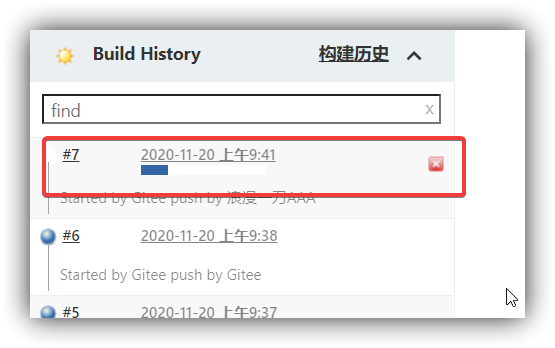 Build History 构建历史
find x
#7 2020-11-20 上午9:41
Started by Gitee push by 浪漫一刀AAA
#6 2020-11-20 上午9:38
Started by Gitee push by Gitee
#5 2020-11-20 上午9:37